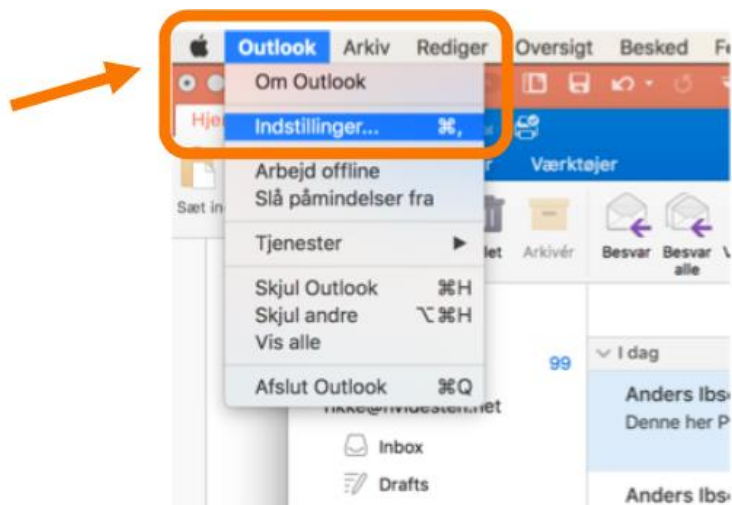 Outlook Arkiv Rediger Oversigt Besked
Om Outlook
Indstillinger... ⌘,
Arbejd offline
Slå påmindelser fra
Tjenester ▶
Skjul Outlook ⌘H
Skjul andre ⌥⌘H
Vis alle
Afslut Outlook ⌘Q
Værktøjer
Sæt in
Arkivér
Besvar
Besvar
alle
99
I dag
Anders Ibs
Denne her P
Inbox
Drafts
Anders Ibs